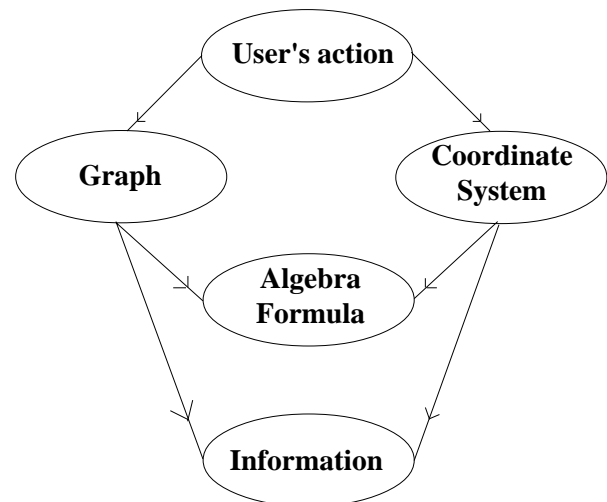 User's action
Graph
Coordinate
System
Algebra
Formula
Information